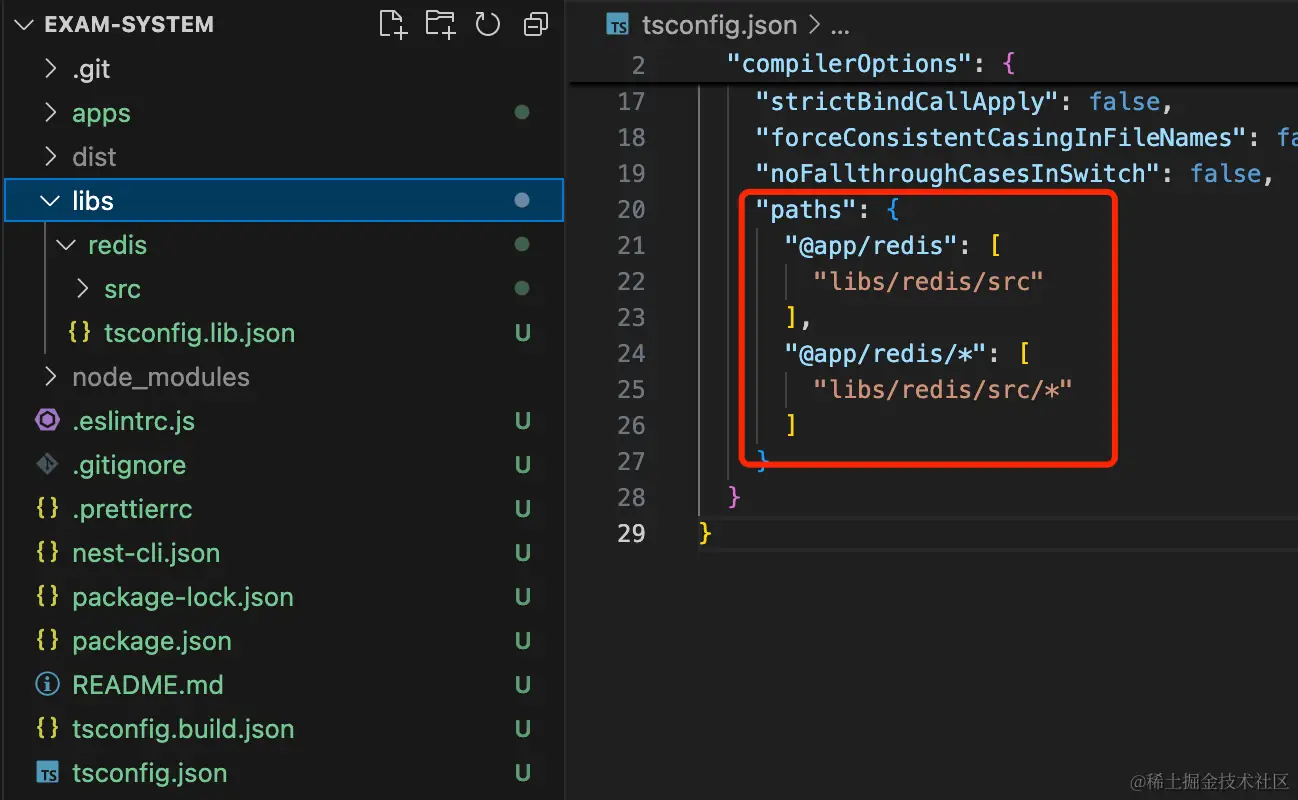 EXAM-SYSTEM
.git
apps
dist
libs
redis
src
{} tsconfig.lib.json U
node_modules
.eslintrc.js U
.gitignore U
{} .prettierrc U
{} nest-cli.json U
{} package-lock.json U
{} package.json U
README.md U
{} tsconfig.build.json U
TS tsconfig.json U
TS tsconfig.json > ...
2 "compilerOptions": {
17 "strictBindCallApply": false,
18 "forceConsistentCasingInFileNames": fa
19 "noFallthroughCasesInSwitch": false,
20 "paths": {
21 "@app/redis": [
22 "libs/redis/src"
23 ],
24 "@app/redis/*": [
25 "libs/redis/src/*"
26 ]
27 }
28 }
29 }
@稀土掘金技术社区